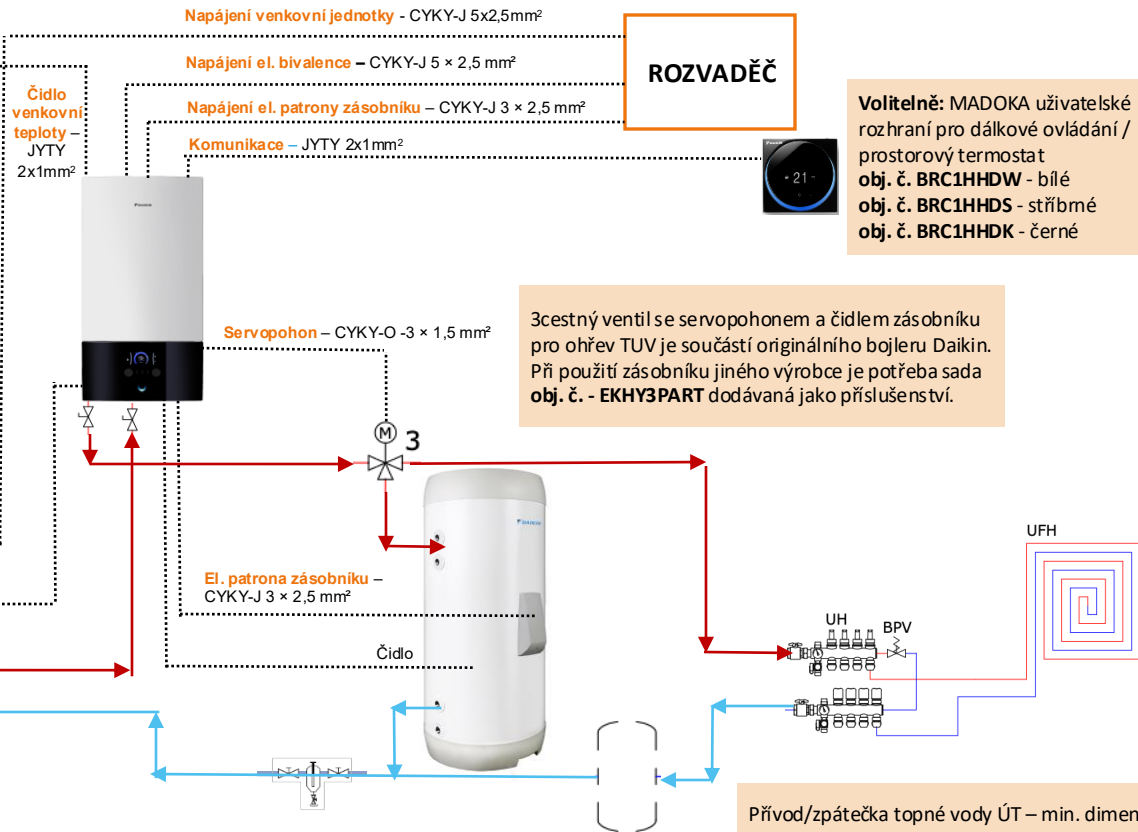 Napájení venkovní jednotky - CYKY-J 5x2,5mm²
Napájení el. bivalence – CYKY-J 5 × 2,5 mm²
Napájení el. patrony zásobníku – CYKY-J 3 × 2,5 mm²
Komunikace – JYTY 2x1mm²
ROZVADĚČ
Čidlo
venkovní
teploty –
JYTY
2x1mm²
Volitelně: MADOKA uživatelské
rozhraní pro dálkové ovládání /
prostorový termostat
obj. č. BRC1HHDW - bílé
obj. č. BRC1HHDS - stříbrné
obj. č. BRC1HHDK - černé
21
Servopohon – CYKY-O -3 × 1,5 mm²
3cestný ventil se servopohonem a čidlem zásobníku
pro ohřev TUV je součástí originálního bojleru Daikin.
Při použití zásobníku jiného výrobce je potřeba sada
obj. č. - EKHY3PART dodávaná jako příslušenství.
M
3
El. patrona zásobníku –
CYKY-J 3 × 2,5 mm²
Čidlo
UFH
UH
BPV
Přívod/zpátečka topné vody ÚT – min. dimen